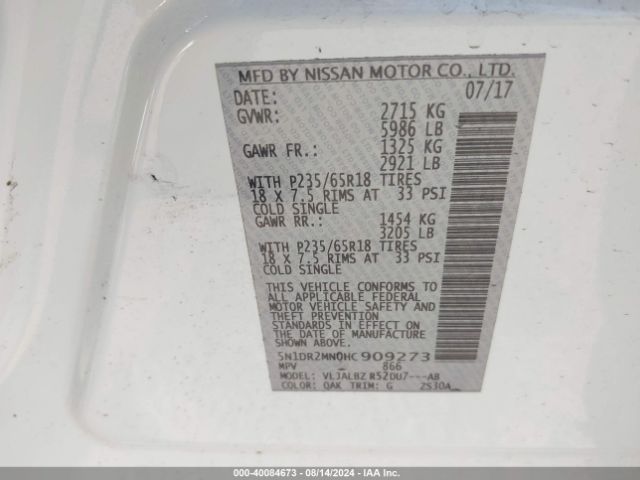 MFD BY NISSAN MOTOR CO., LTD.
DATE: 07/17
GVWR: 2715 KG
5986 LB
GAWR FR.: 1325 KG
2921 LB
WITH P235/65R18 TIRES
18 X 7.5 RIMS AT 33 PSI
COLD SINGLE
GAWR RR.: 1454 KG
3205 LB
WITH P235/65R18 TIRES
18 X 7.5 RIMS AT 33 PSI
COLD SINGLE
THIS VEHICLE CONFORMS TO
ALL APPLICABLE FEDERAL
MOTOR VEHICLE SAFETY AND
THEFT PREVENTION
STANDARDS IN EFFECT ON
THE DATE OF MANUFACTURE
SHOWN ABOVE.
5N1DR2MN0HC909273
MPV 866
MODEL: VLJALBZ R52DU7---AB
COLOR: QAK TRIM: G
000-40084673 - 08/14/2024 - IAA Inc.